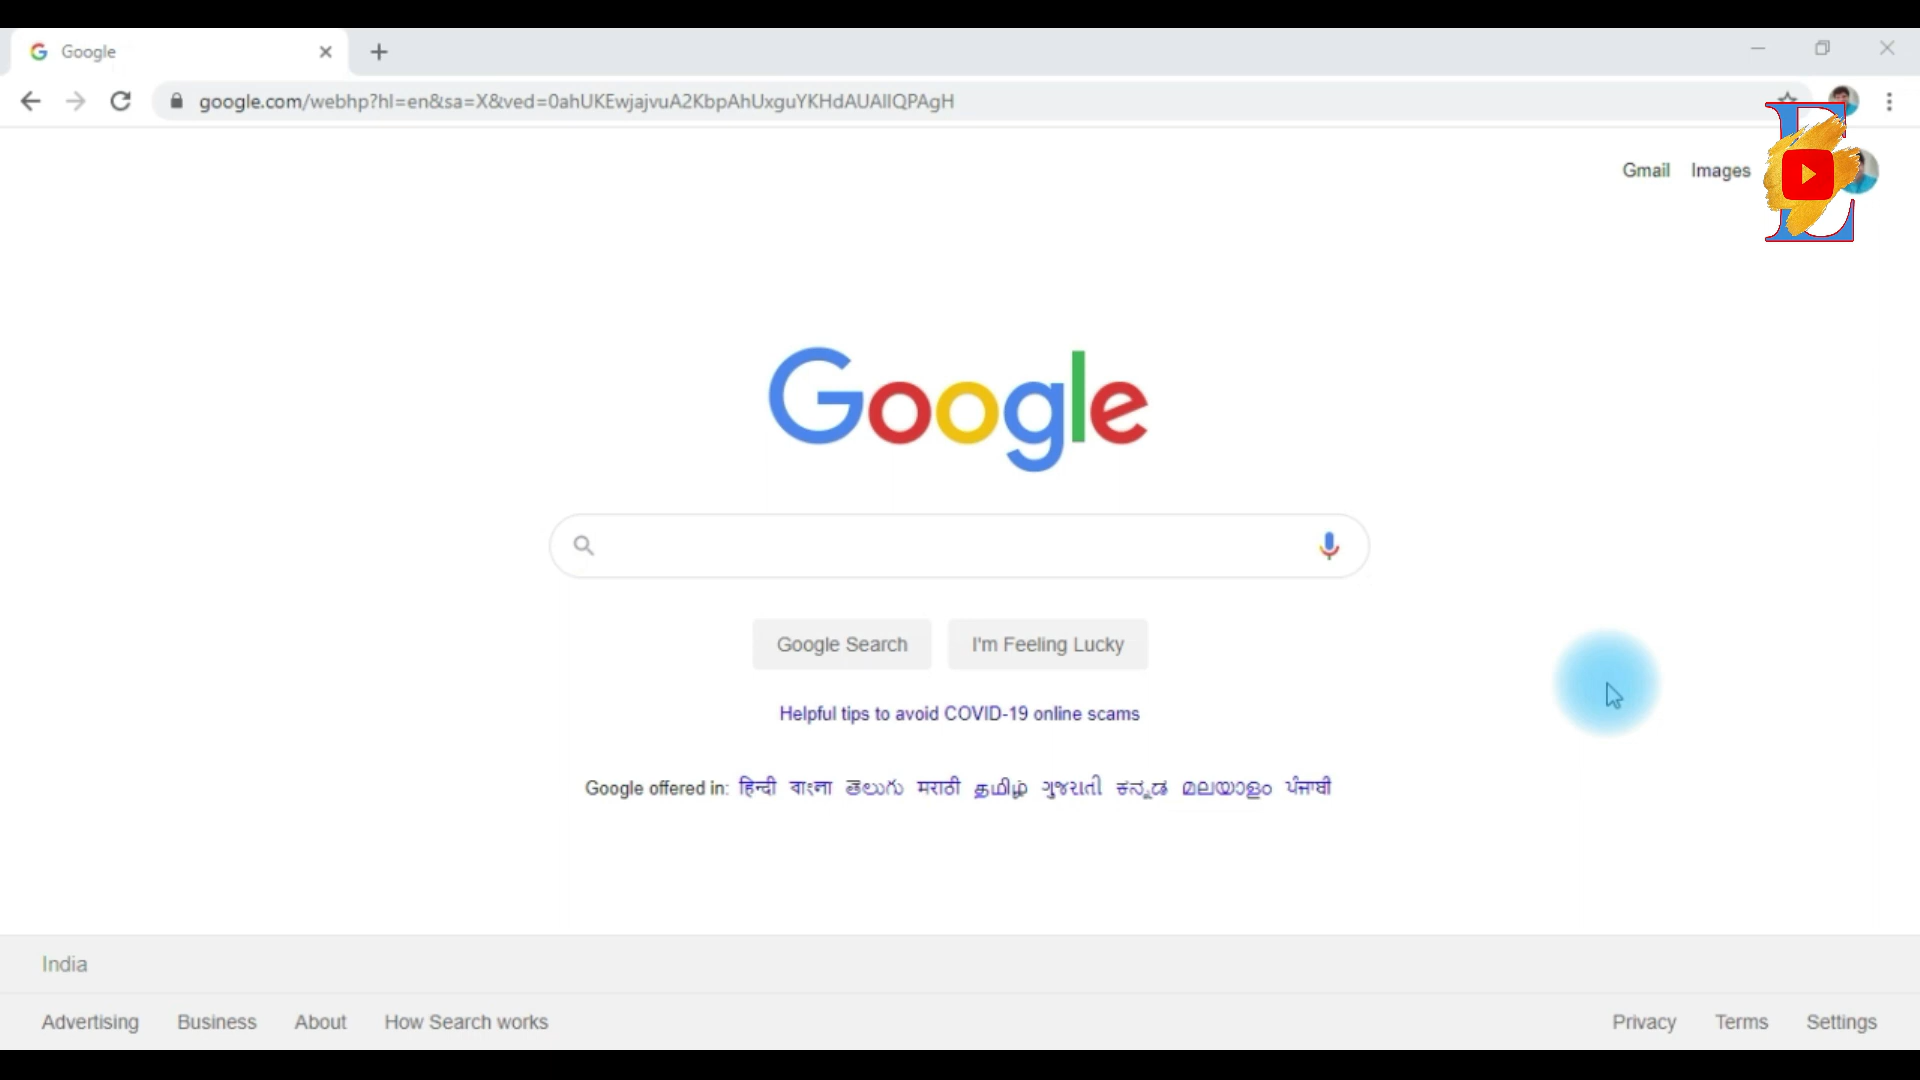 Google
google.com/webhp?hl=en&sa=X&ved=0ahUKEwjajvuA2KbpAhUxguYKHdAUAllQPAgH
Gmail Images
E
Google
Google Search I'm Feeling Lucky
Helpful tips to avoid COVID-19 online scams
Google offered in: हिन्दी বাংলা తెలుగు मराठी தமிழ் ગુજરાતી ಕನ್ನಡ മലയാളം ਪੰਜਾਬੀ
India
Advertising Business About How Search works Privacy Terms Settings